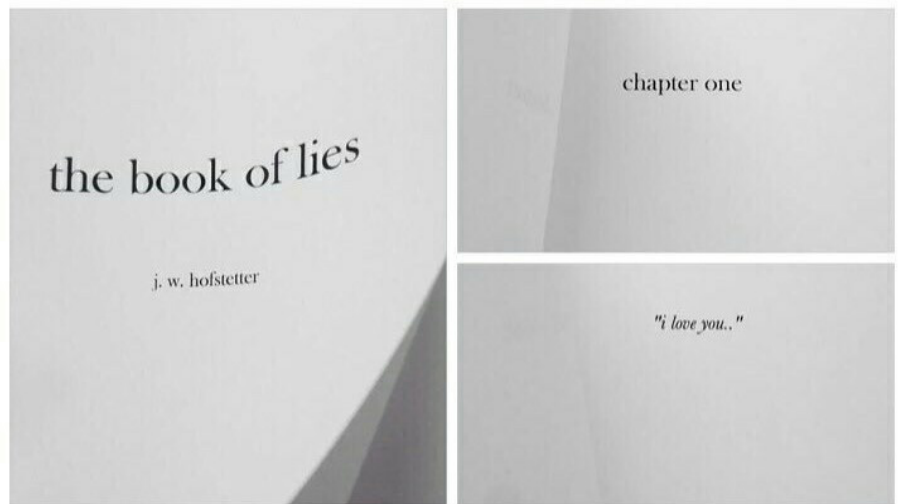 the book of lies
j. w. hofstetter
chapter one
"i love you.."